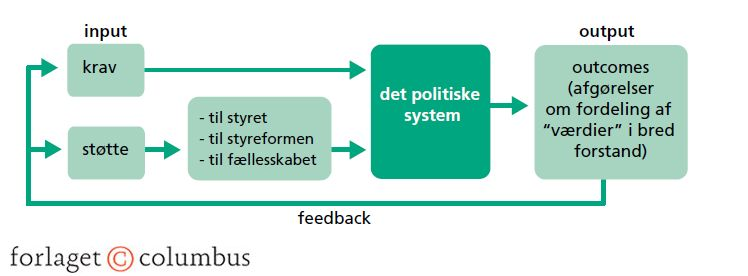 input
output
krav
støtte
- til styret
- til styreformen
- til fællesskabet
det politiske
system
outcomes
(afgørelser
om fordeling af
“værdier” i bred
forstand)
feedback
forlaget © columbus